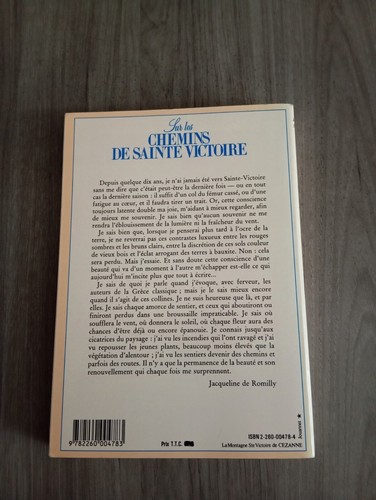 Sur les
CHEMINS
DE SAINTE VICTOIRE
Depuis quelque dix ans, je n'ai jamais été vers Sainte-Victoire
sans me dire que c'était peut-être la dernière fois — ou en tout
cas la dernière saison : il suffit d'un col du fémur cassé, ou d'une
fatigue au cœur, et il faudra tirer un trait. Or, cette conscience
toujours latente double ma joie, m'aidant à mieux regarder, afin
de mieux me souvenir. Je sais bien qu'aucun souvenir ne me
rendra l'éblouissement de la lumière ni la fraîcheur du vent.
Je sais bien que, lorsque je penserai plus tard à l'ocre de la
terre, je ne reverrai pas ces contrastes luxueux entre les rouges
sombres et les bruns clairs, entre la discrétion de ces sols couleur
de vieux bois et l'éclat arrogant des terres à bauxite. Non : cela
sera perdu. Mais j'essaie. Et sans doute cette conscience d'une
beauté qui va d'un moment à l'autre m'échapper est-elle ce qui
aujourd'hui m'incite plus que tout à écrire...
Je sais de quoi je parle quand j'évoque, avec ferveur, les
auteurs de la Grèce classique ; mais je le sais mieux encore
quand il s'agit de ces collines. Je ne suis heureuse que là, et par
elles. Je sais chaque amorce de sentier, et ceux qui aboutiront ou
finiront perdus dans une broussaille impraticable. Je sais où
soufflera le vent, où donnera le soleil, où chaque fleur aura des
chances d'être déjà ou encore épanouie. Je connais jusqu'aux
cicatrices du paysage : j'ai vu les incendies qui l'ont ravagé et j'ai
vu repousser les jeunes plants, beaucoup moins élevés que la
végétation d'alentour ; j'ai vu les sentiers devenir des chemins et
parfois des routes. Il n'y a que la permanence de la beauté et son
renouvellement qui chaque fois me surprennent.
Jacqueline de Romilly
9 782260 004783
Prix T.T.C.
ISBN 2-260-00478-4
La Montagne Ste Victoire de CEZANNE